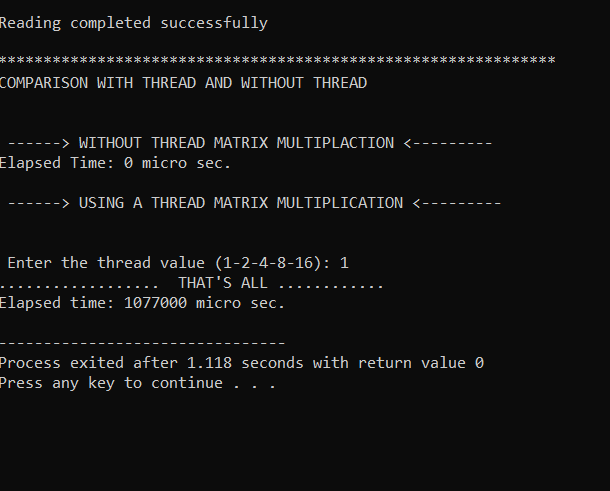 Reading completed successfully
**************************************************************
COMPARISON WITH THREAD AND WITHOUT THREAD
------> WITHOUT THREAD MATRIX MULTIPLACTION <---------
Elapsed Time: 0 micro sec.
------> USING A THREAD MATRIX MULTIPLICATION <---------
Enter the thread value (1-2-4-8-16): 1
.................. THAT'S ALL ............
Elapsed time: 1077000 micro sec.
--------------------------------
Process exited after 1.118 seconds with return value 0
Press any key to continue . . .